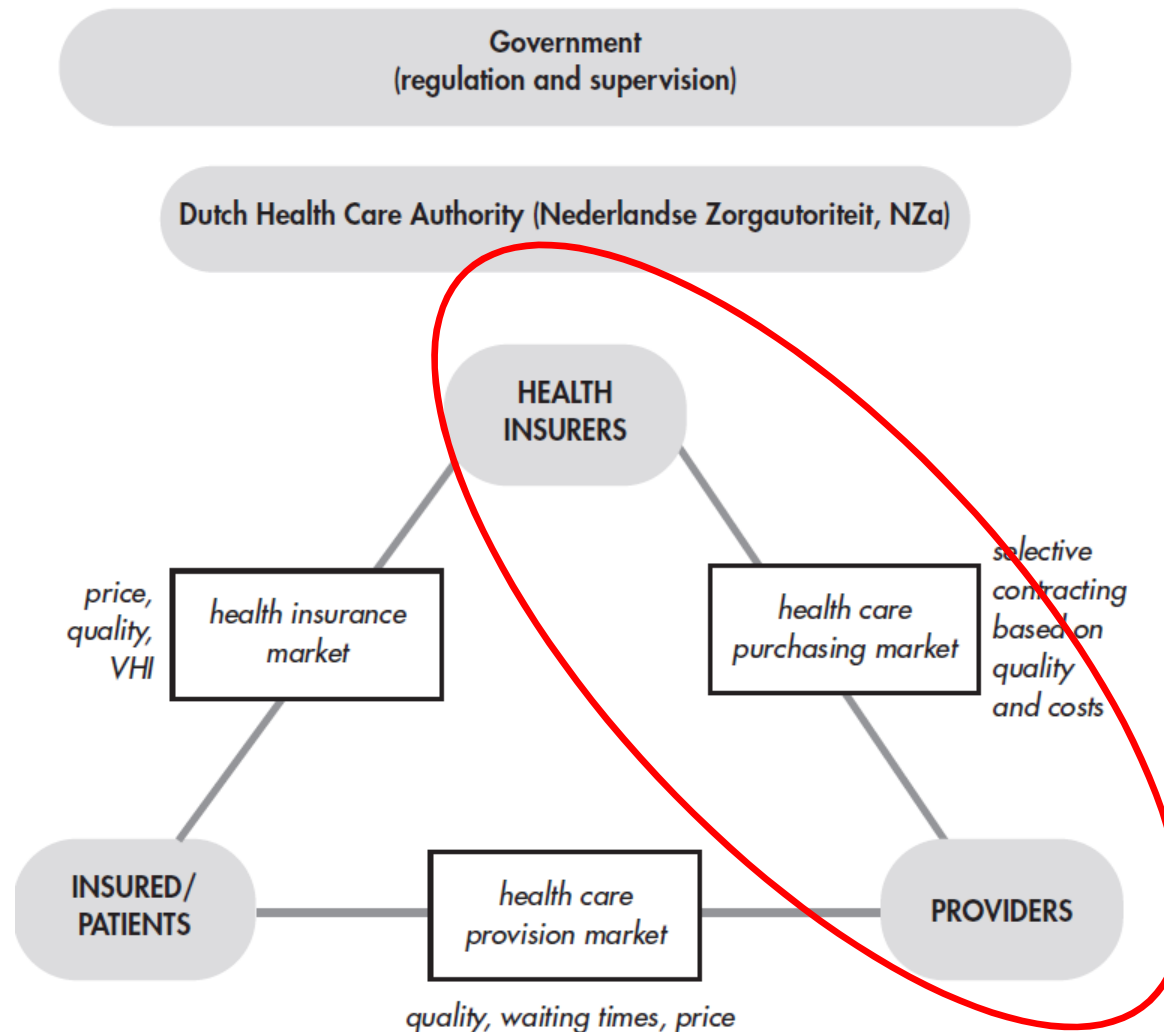 Government
(regulation and supervision)
Dutch Health Care Authority (Nederlandse Zorgautoriteit, NZa)
HEALTH
INSURERS
price,
quality,
VHI
health insurance
market
health care
purchasing market
selective
contracting
based on
quality
and costs
INSURED/
PATIENTS
health care
provision market
PROVIDERS
quality, waiting times, price